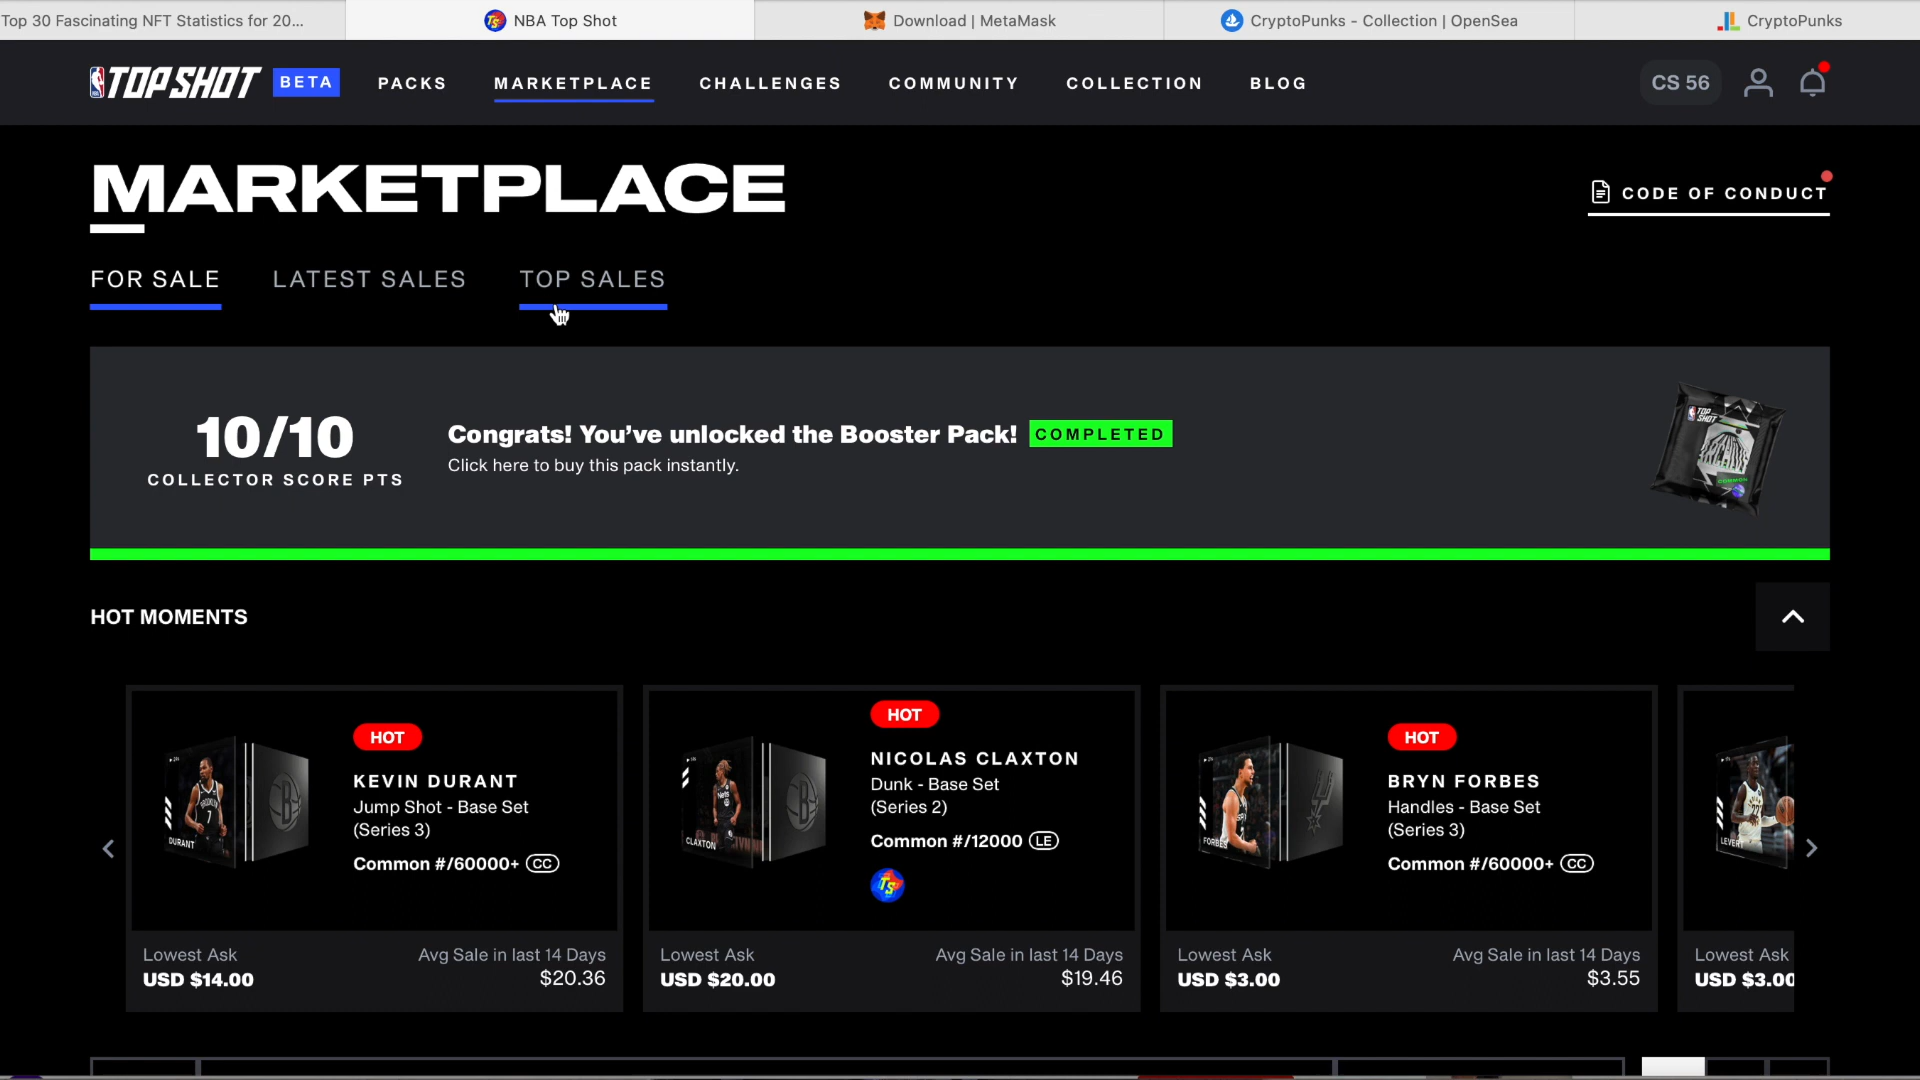 Top 30 Fascinating NFT Statistics for 20...
NBA Top Shot
Download | MetaMask
CryptoPunks - Collection | OpenSea
CryptoPunks
TOP SHOT BETA
PACKS
MARKETPLACE
CHALLENGES
COMMUNITY
COLLECTION
BLOG
CS 56
MARKETPLACE
CODE OF CONDUCT
FOR SALE
LATEST SALES
TOP SALES
10/10
COLLECTOR SCORE PTS
Congrats! You've unlocked the Booster Pack! COMPLETED
Click here to buy this pack instantly.
HOT MOMENTS
HOT
KEVIN DURANT
Jump Shot - Base Set
(Series 3)
Common #/60000+ CC
DURANT
Lowest Ask
USD $14.00
Avg Sale in last 14 Days
$20.36
HOT
NICOLAS CLAXTON
Dunk - Base Set
(Series 2)
Common #/12000 LE
TS
CLAXTON
Lowest Ask
USD $20.00
Avg Sale in last 14 Days
$19.46
HOT
BRYN FORBES
Handles - Base Set
(Series 3)
Common #/60000+ CC
FORBES
Lowest Ask
USD $3.00
Avg Sale in last 14 Days
$3.55
LEVERT
Lowest Ask
USD $3.00